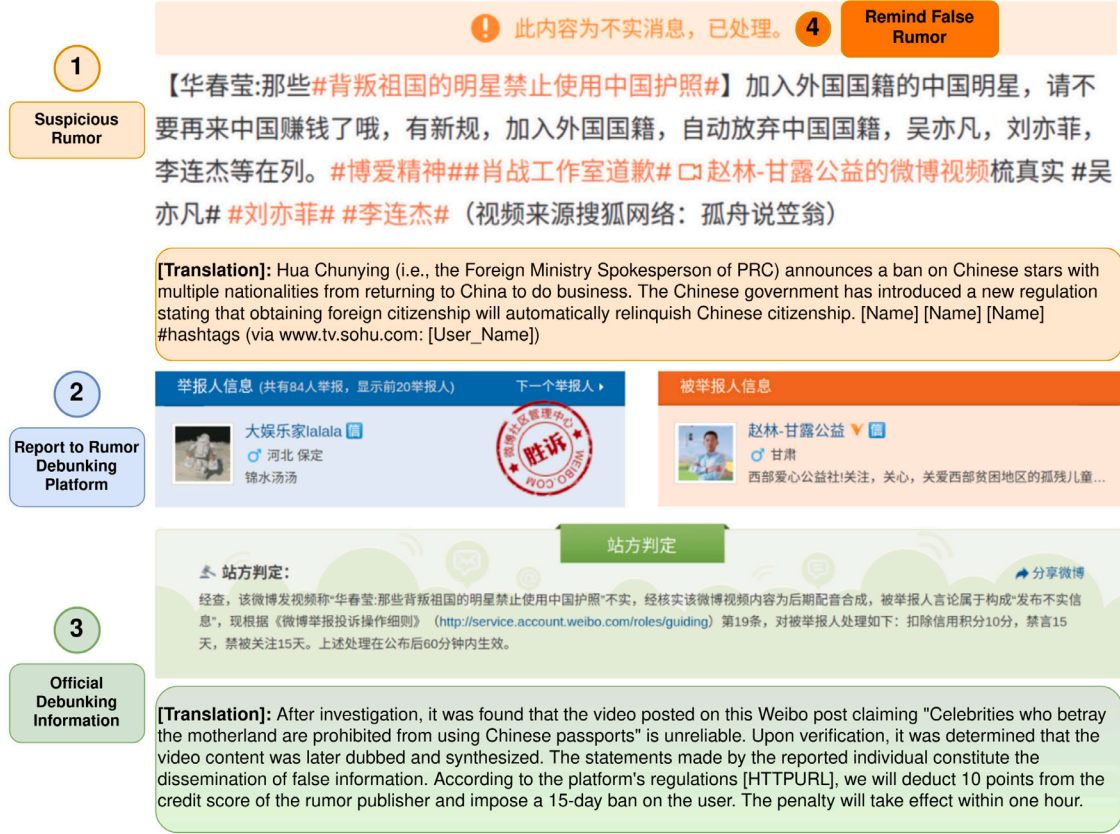 此内容为不实消息，已处理。
4
Remind False
Rumor
1
Suspicious
Rumor
【华春莹:那些#背叛祖国的明星禁止使用中国护照#】加入外国国籍的中国明星，请不
要再来中国赚钱了哦，有新规，加入外国国籍，自动放弃中国国籍，吴亦凡，刘亦菲，
李连杰等在列。#博爱精神##肖战工作室道歉# 赵林-甘露公益的微博视频梳真实 #吴
亦凡# #刘亦菲# #李连杰#（视频来源搜狐网络：孤舟说笠翁）
[Translation]: Hua Chunying (i.e., the Foreign Ministry Spokesperson of PRC) announces a ban on Chinese stars with
multiple nationalities from returning to China to do business. The Chinese government has introduced a new regulation
stating that obtaining foreign citizenship will automatically relinquish Chinese citizenship. [Name] [Name] [Name]
#hashtags (via www.tv.sohu.com: [User_Name])
2
Report to Rumor
Debunking
Platform
举报人信息 (共有84人举报，显示前20举报人)
下一个举报人
大娱乐家lalala 信
河北 保定
锦水汤汤
微博社区管理中心
胜诉
WEIBO.COM
被举报人信息
赵林-甘露公益 信
甘肃
西部爱心公益社!关注，关心，关爱西部贫困地区的孤残儿童...
3
Official
Debunking
Information
站方判定
站方判定：
分享微博
经查，该微博发视频称“华春莹:那些背叛祖国的明星禁止使用中国护照”不实，经核实该微博视频内容为后期配音合成，被举报人言论属于构成“发布不实信
息”，现根据《微博举报投诉操作细则》（http://service.account.weibo.com/roles/guiding）第19条，对被举报人处理如下：扣除信用积分10分，禁言15
天，禁被关注15天。上述处理在公布后60分钟内生效。
[Translation]: After investigation, it was found that the video posted on this Weibo post claiming "Celebrities who betray
the motherland are prohibited from using Chinese passports" is unreliable. Upon verification, it was determined that the
video content was later dubbed and synthesized. The statements made by the reported individual constitute the
dissemination of false information. According to the platform's regulations [HTTPURL], we will deduct 10 points from the
credit score of the rumor publisher and impose a 15-day ban on the user. The penalty will take effect within one hour.